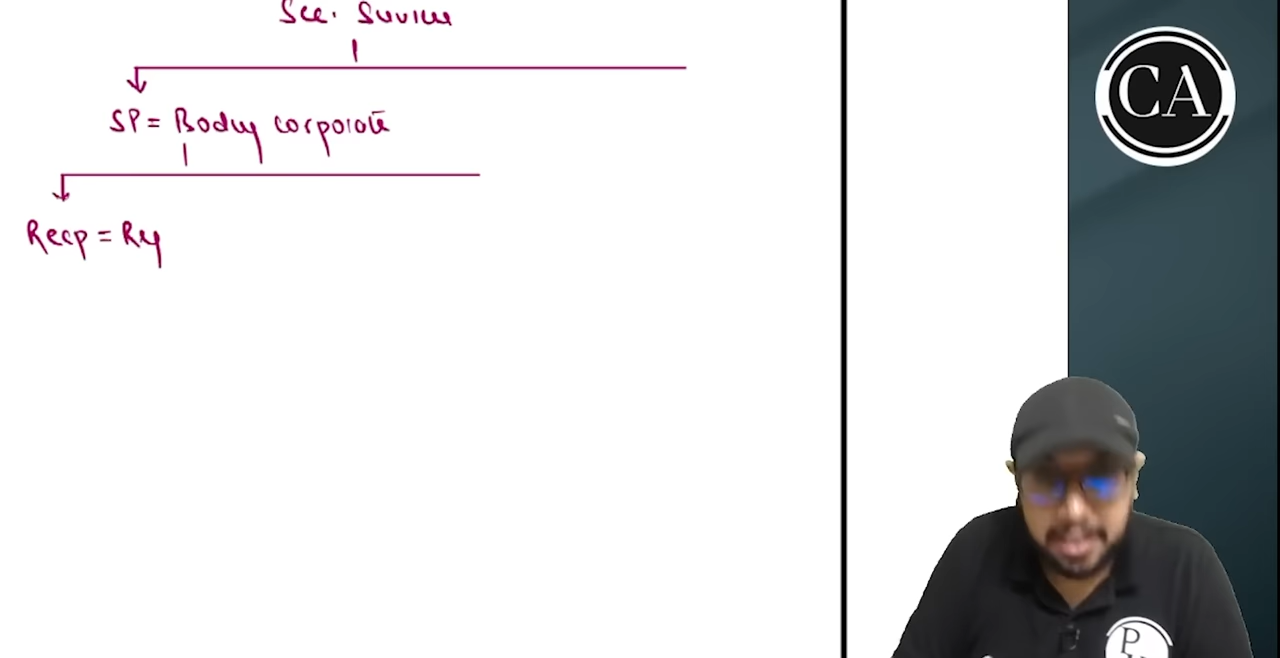 Sec. Service
SP = Body corporate
Recp = Reg
CA
P